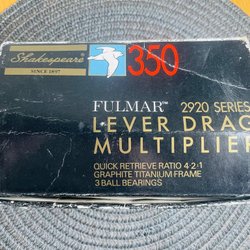 Shakespeare
SINCE 1897
350
FULMAR™ 2920 SERIES
LEVER DRAG
MULTIPLIER
QUICK RETRIEVE RATIO 4·2:1
GRAPHITE TITANIUM FRAME
3 BALL BEARINGS